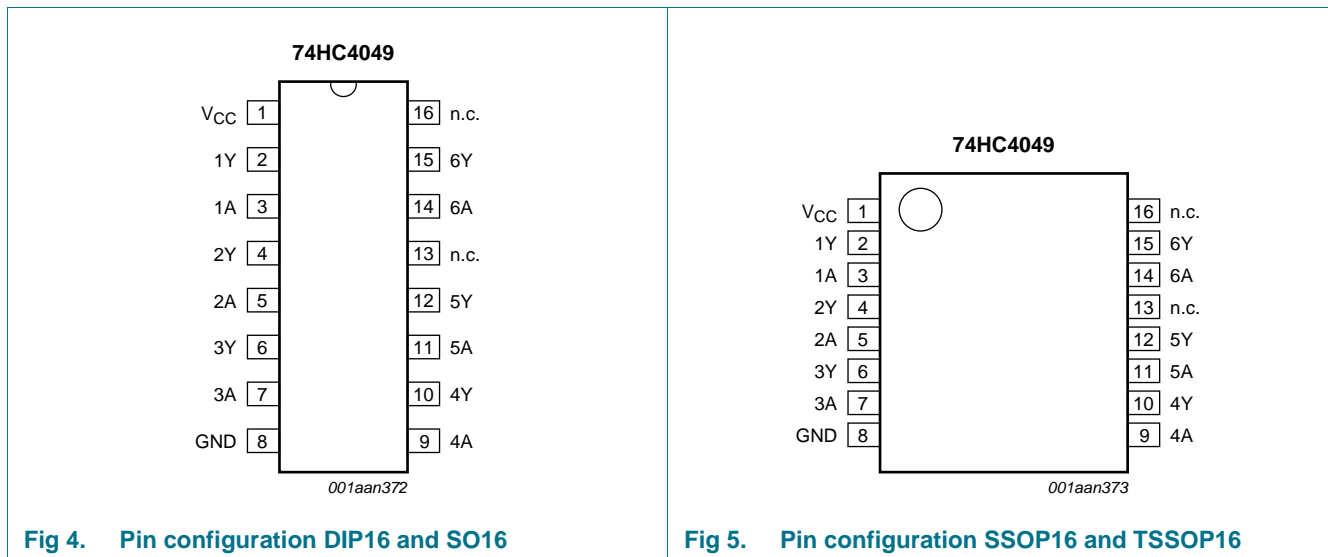 74HC4049
VCC 1 16 n.c.
1Y 2 15 6Y
1A 3 14 6A
2Y 4 13 n.c.
2A 5 12 5Y
3Y 6 11 5A
3A 7 10 4Y
GND 8 9 4A
001aan372
Fig 4. Pin configuration DIP16 and SO16
74HC4049
VCC 1 16 n.c.
1Y 2 15 6Y
1A 3 14 6A
2Y 4 13 n.c.
2A 5 12 5Y
3Y 6 11 5A
3A 7 10 4Y
GND 8 9 4A
001aan373
Fig 5. Pin configuration SSOP16 and TSSOP16